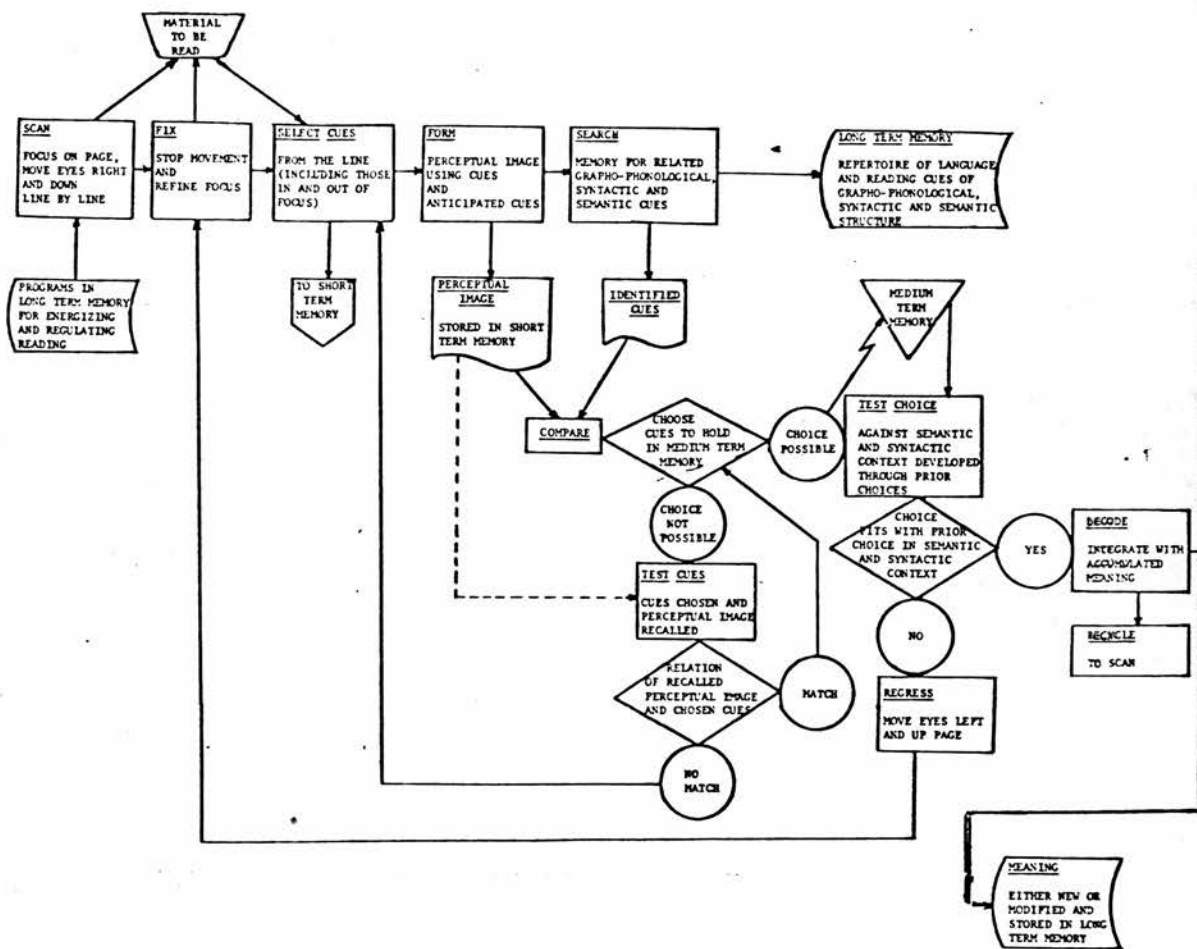 MATERIAL
TO BE
READ
SCAN
FOCUS ON PAGE,
MOVE EYES RIGHT
AND DOWN
LINE BY LINE
FIX
STOP MOVEMENT
AND
REFINE FOCUS
SELECT CUES
FROM THE LINE
(INCLUDING THOSE
IN AND OUT OF
FOCUS)
FORM
PERCEPTUAL IMAGE
USING CUES
AND
ANTICIPATED CUES
SEARCH
MEMORY FOR RELATED
GRAPHO-PHONOLOGICAL,
SYNTACTIC AND
SEMANTIC CUES
LONG TERM MEMORY
REPERTOIRE OF LANGUAGE
AND READING CUES OF
GRAPHO-PHONOLOGICAL,
SYNTACTIC AND SEMANTIC
STRUCTURE
PROGRAMS IN
LONG TERM MEMORY
FOR ENERGIZING
AND REGULATING
READING
TO SHORT
TERM
MEMORY
PERCEPTUAL
IMAGE
STORED IN SHORT
TERM MEMORY
IDENTIFIED
CUES
MEDIUM
TERM
MEMORY
COMPARE
CHOOSE
CUES TO HOLD
IN MEDIUM TERM
MEMORY
CHOICE
POSSIBLE
TEST CHOICE
AGAINST SEMANTIC
AND SYNTACTIC
CONTEXT DEVELOPED
THROUGH PRIOR
CHOICES
CHOICE
NOT
POSSIBLE
CHOICE
FITS WITH PRIOR
CHOICE IN SEMANTIC
AND SYNTACTIC
CONTEXT
YES
DECODE
INTEGRATE WITH
ACCUMULATED
MEANING
TEST CUES
CUES CHOSEN AND
PERCEPTUAL IMAGE
RECALLED
NO
RECYCLE
TO SCAN
RELATION
OF RECALLED
PERCEPTUAL IMAGE
AND CHOSEN CUES
MATCH
REGRESS
MOVE EYES LEFT
AND UP PAGE
NO
MATCH
MEANING
EITHER NEW OR
MODIFIED AND
STORED IN LONG
TERM MEMORY